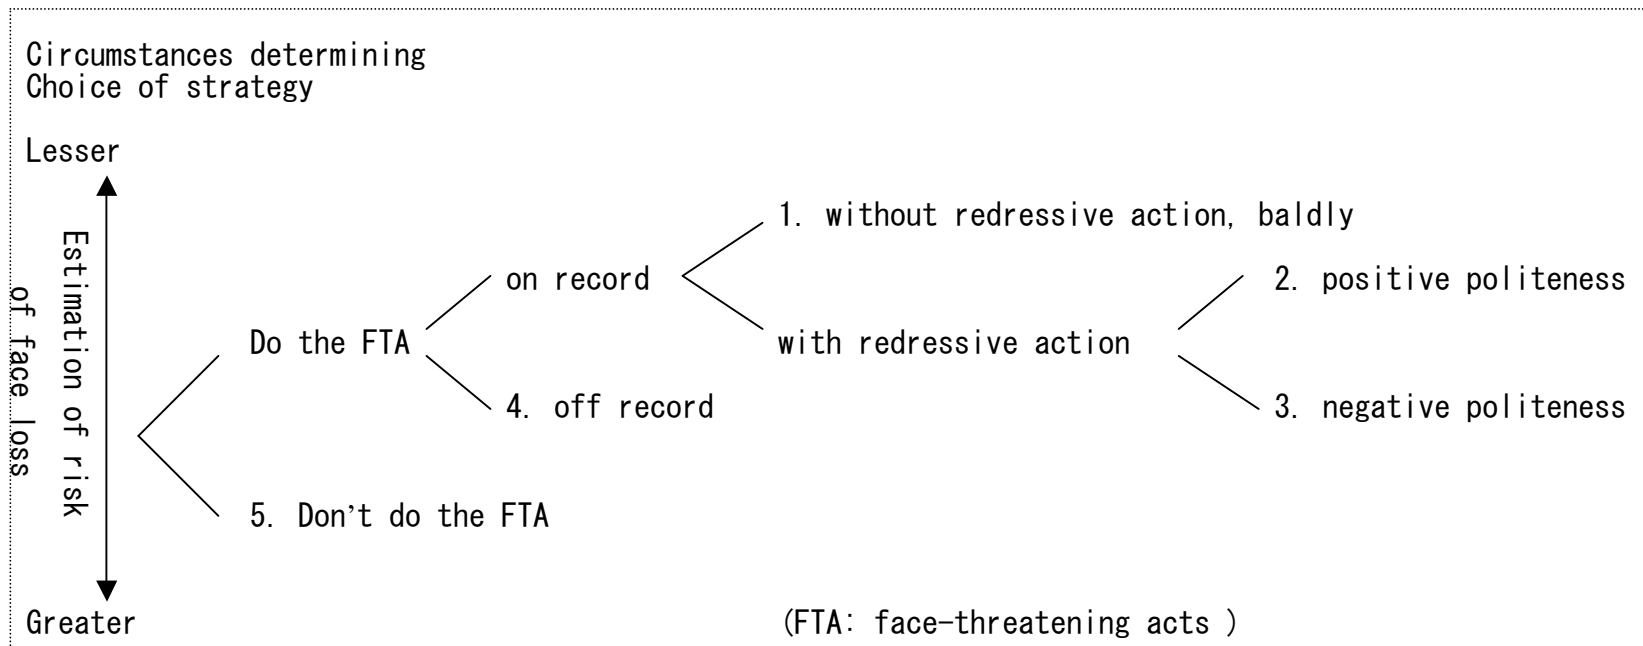 Circumstances determining
Choice of strategy
Lesser
Estimation of risk
of face loss
1. without redressive action, baldly
on record
2. positive politeness
Do the FTA
with redressive action
4. off record
3. negative politeness
5. Don’t do the FTA
Greater
(FTA: face-threatening acts )